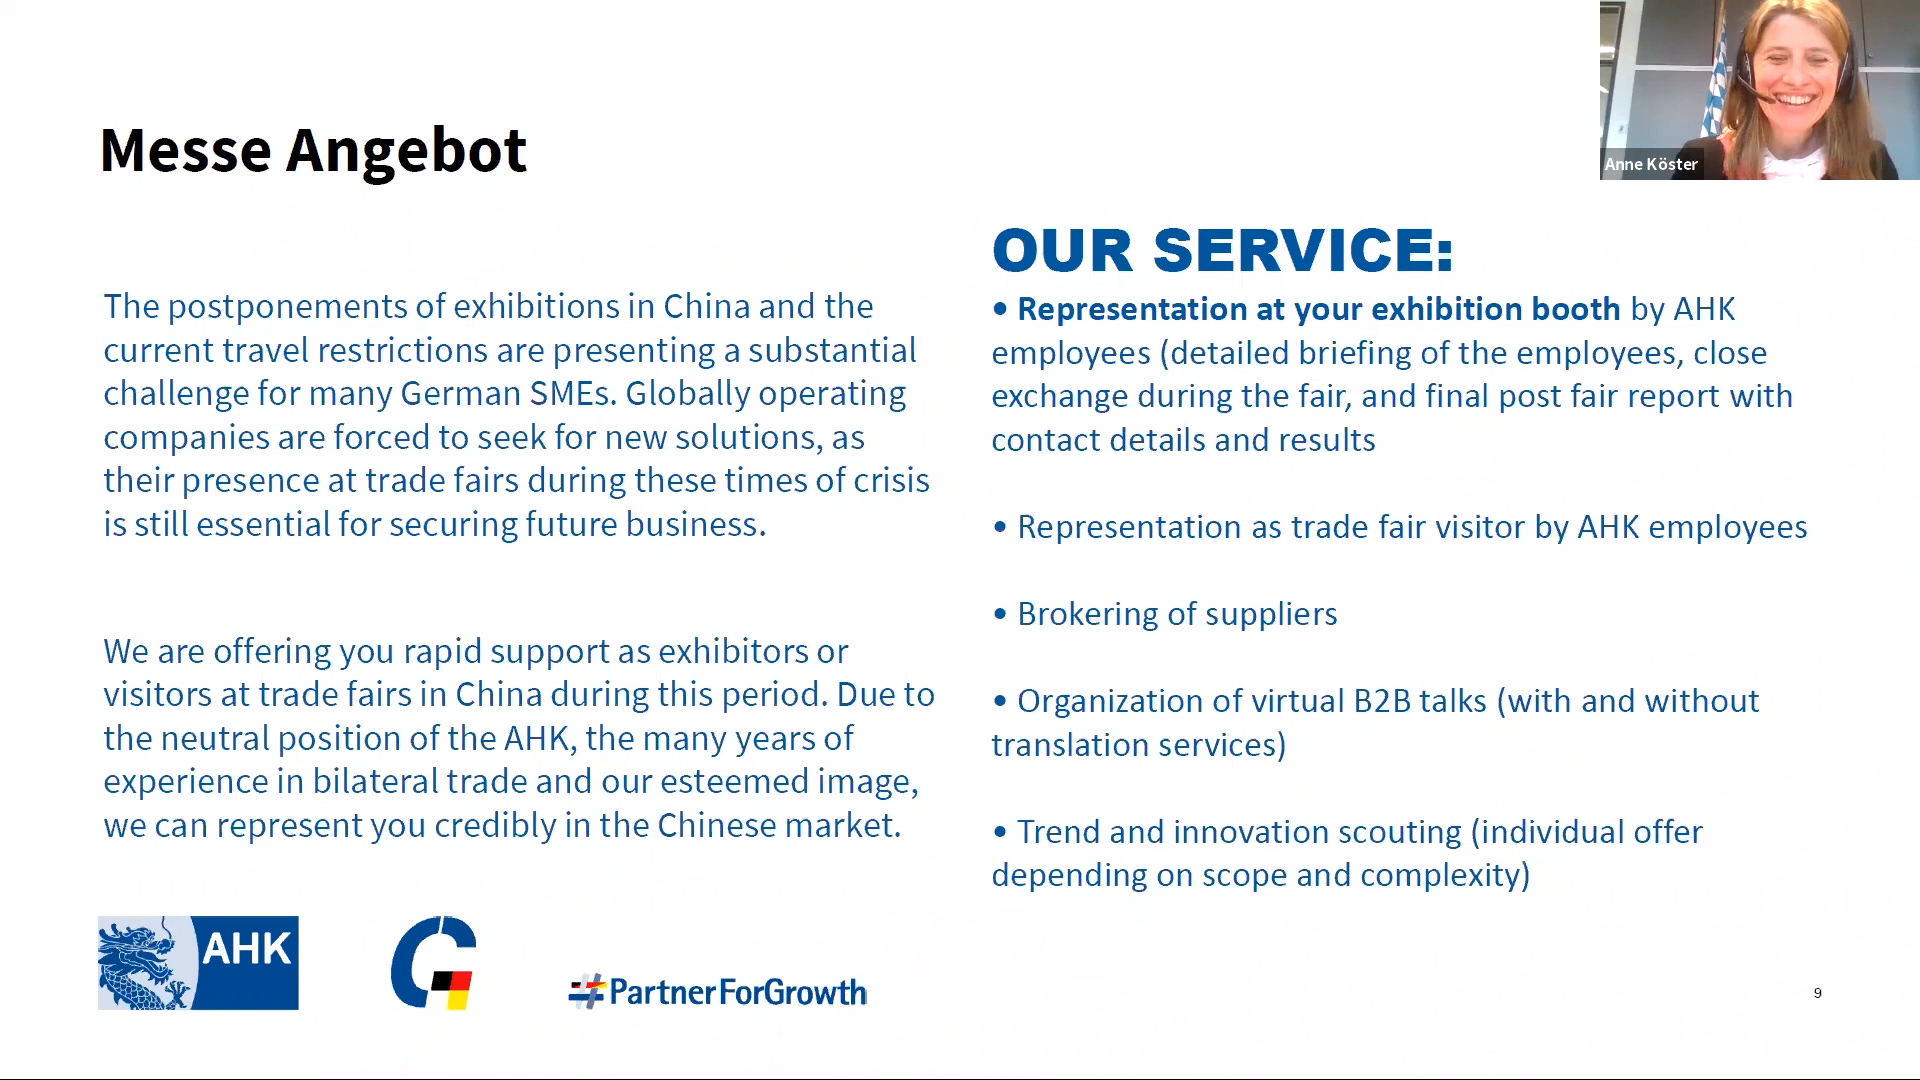 Anne Köster
Messe Angebot
The postponements of exhibitions in China and the
current travel restrictions are presenting a substantial
challenge for many German SMEs. Globally operating
companies are forced to seek for new solutions, as
their presence at trade fairs during these times of crisis
is still essential for securing future business.
We are offering you rapid support as exhibitors or
visitors at trade fairs in China during this period. Due to
the neutral position of the AHK, the many years of
experience in bilateral trade and our esteemed image,
we can represent you credibly in the Chinese market.
OUR SERVICE:
• Representation at your exhibition booth by AHK
employees (detailed briefing of the employees, close
exchange during the fair, and final post fair report with
contact details and results
• Representation as trade fair visitor by AHK employees
• Brokering of suppliers
• Organization of virtual B2B talks (with and without
translation services)
• Trend and innovation scouting (individual offer
depending on scope and complexity)
AHK
#PartnerForGrowth
9